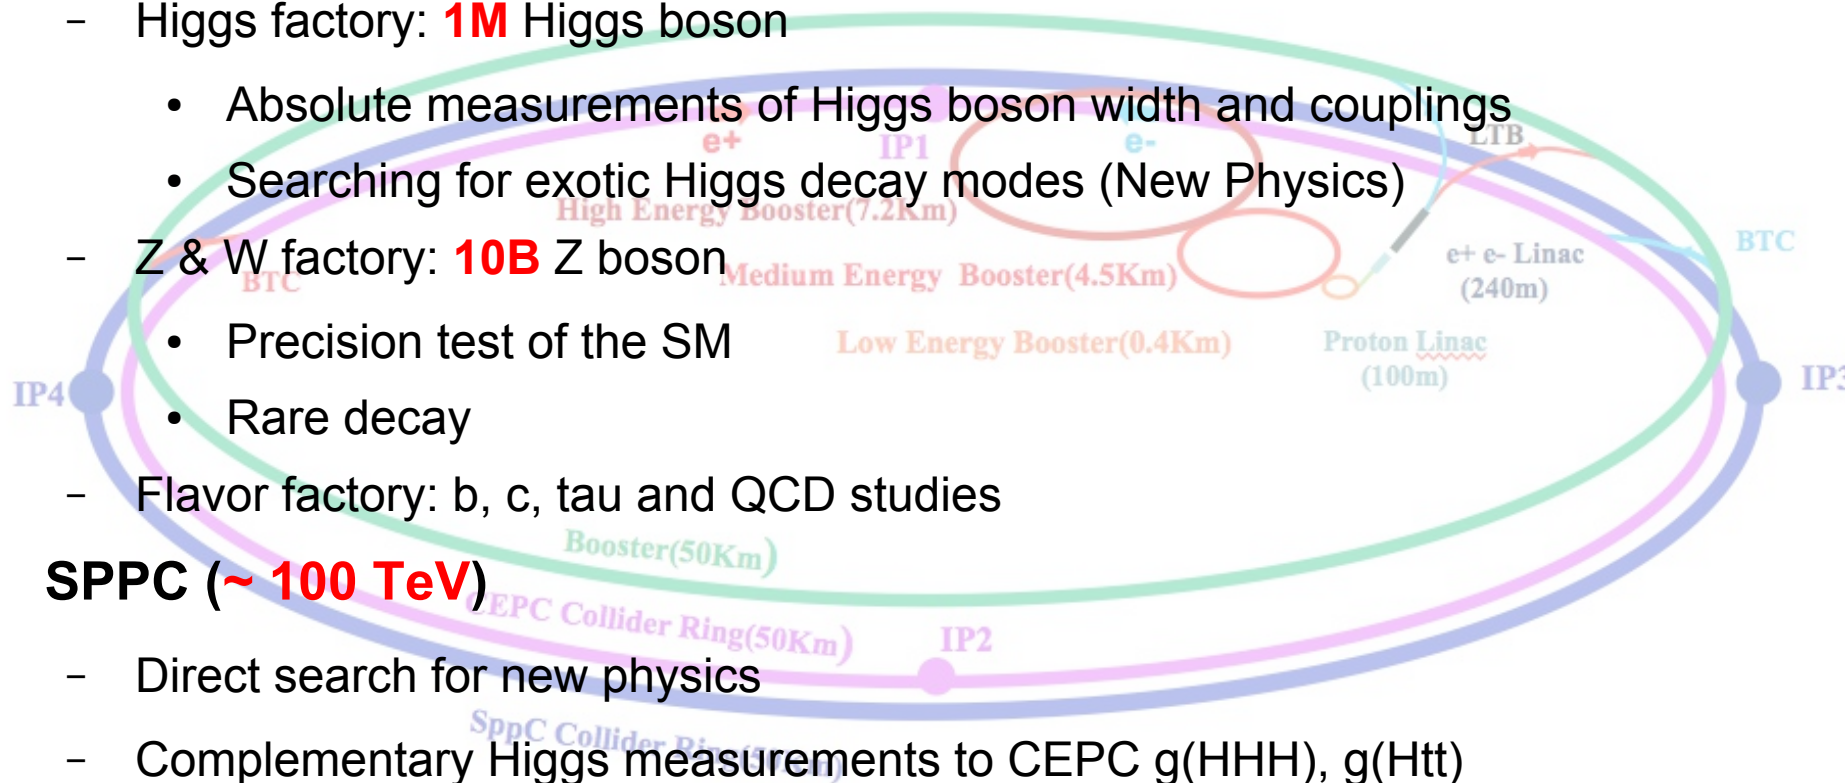 – Higgs factory: 1M Higgs boson
• Absolute measurements of Higgs boson width and couplings
e+ IP1 e- LTB
• Searching for exotic Higgs decay modes (New Physics)
High Energy Booster(7.2Km)
– Z & W factory: 10B Z boson
BTC
e+ e- Linac
(240m)
BTC
Medium Energy Booster(4.5Km)
• Precision test of the SM
Low Energy Booster(0.4Km)
Proton Linac
(100m)
IP4
IP3
• Rare decay
– Flavor factory: b, c, tau and QCD studies
Booster(50Km)
SPPC (~ 100 TeV)
CEPC Collider Ring(50Km)
IP2
– Direct search for new physics
SppC Collider Ring(50Km)
– Complementary Higgs measurements to CEPC g(HHH), g(Htt)